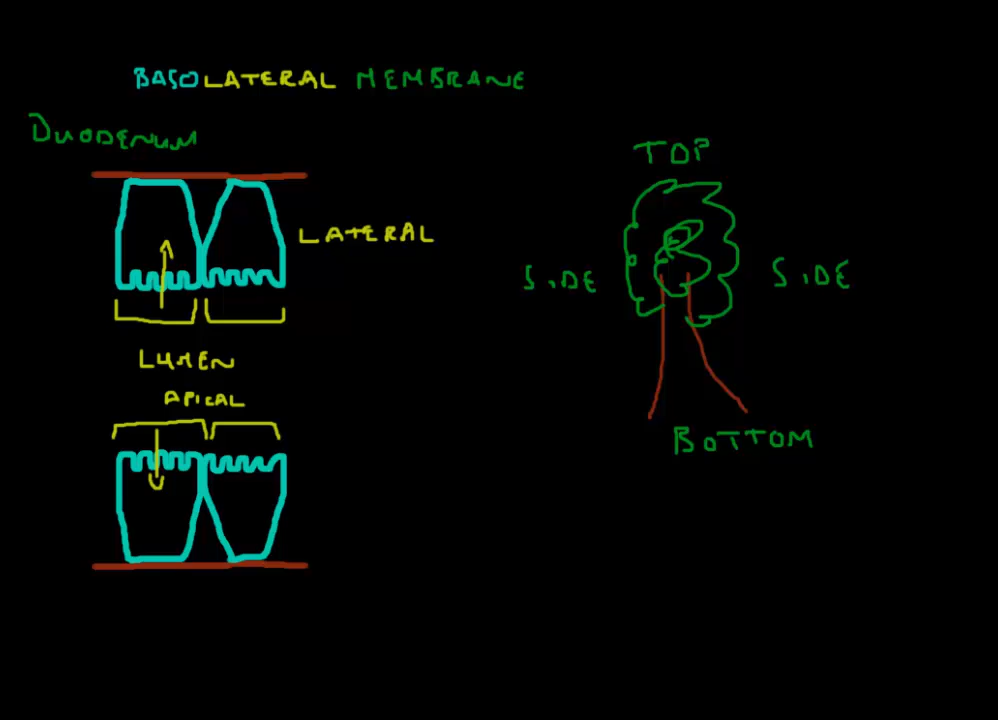 BASOLATERAL MEMBRANE
DUODENUM
LATERAL
LUMEN
APICAL
TOP
SIDE
SIDE
BOTTOM